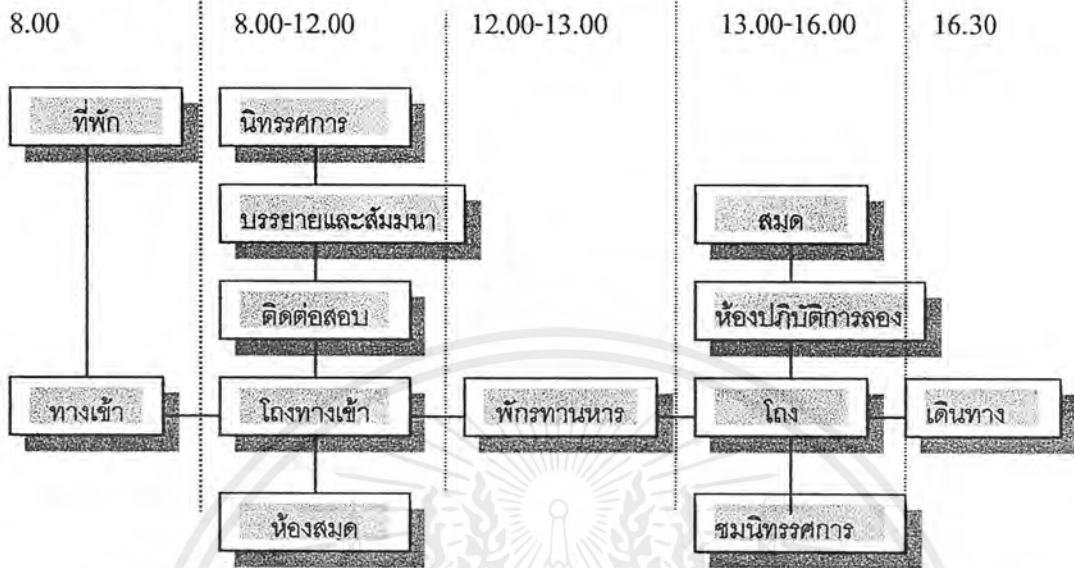 8.00 8.00-12.00 12.00-13.00 13.00-16.00 16.30
ที่พัก นิทรรศการ
บรรยายและสัมมนา สมุด
ติดต่อสอบ ห้องปฎิบัติการลอง
ทางเข้า โถงทางเข้า พักรทานหาร โถง เดินทาง
ห้องสมุด ชมนิทรรศการ